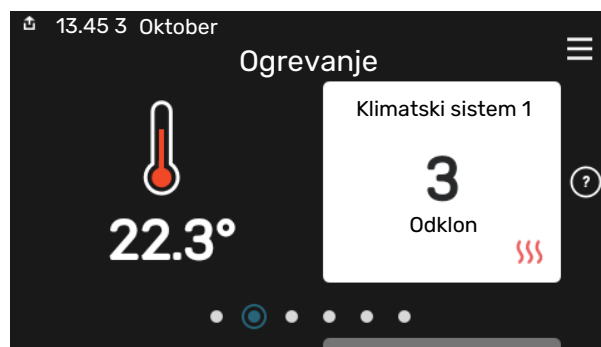 13.45 3 Oktober
Ogrevanje
Klimatski sistem 1
3
Odklon
22.3°
?